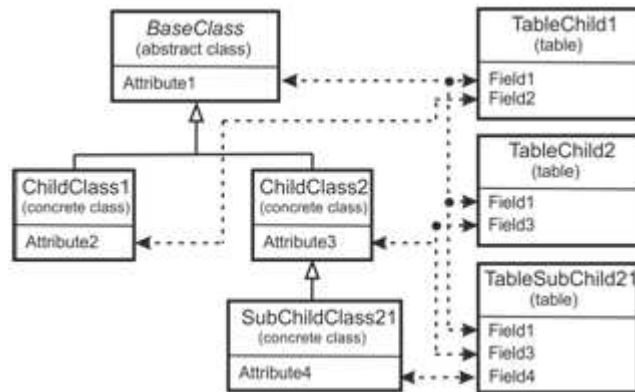 BaseClass
(abstract class)
Attribute1
TableChild1
(table)
Field1
Field2
ChildClass1
(concrete class)
Attribute2
ChildClass2
(concrete class)
Attribute3
TableChild2
(table)
Field1
Field3
SubChildClass21
(concrete class)
Attribute4
TableSubChild21
(table)
Field1
Field3
Field4